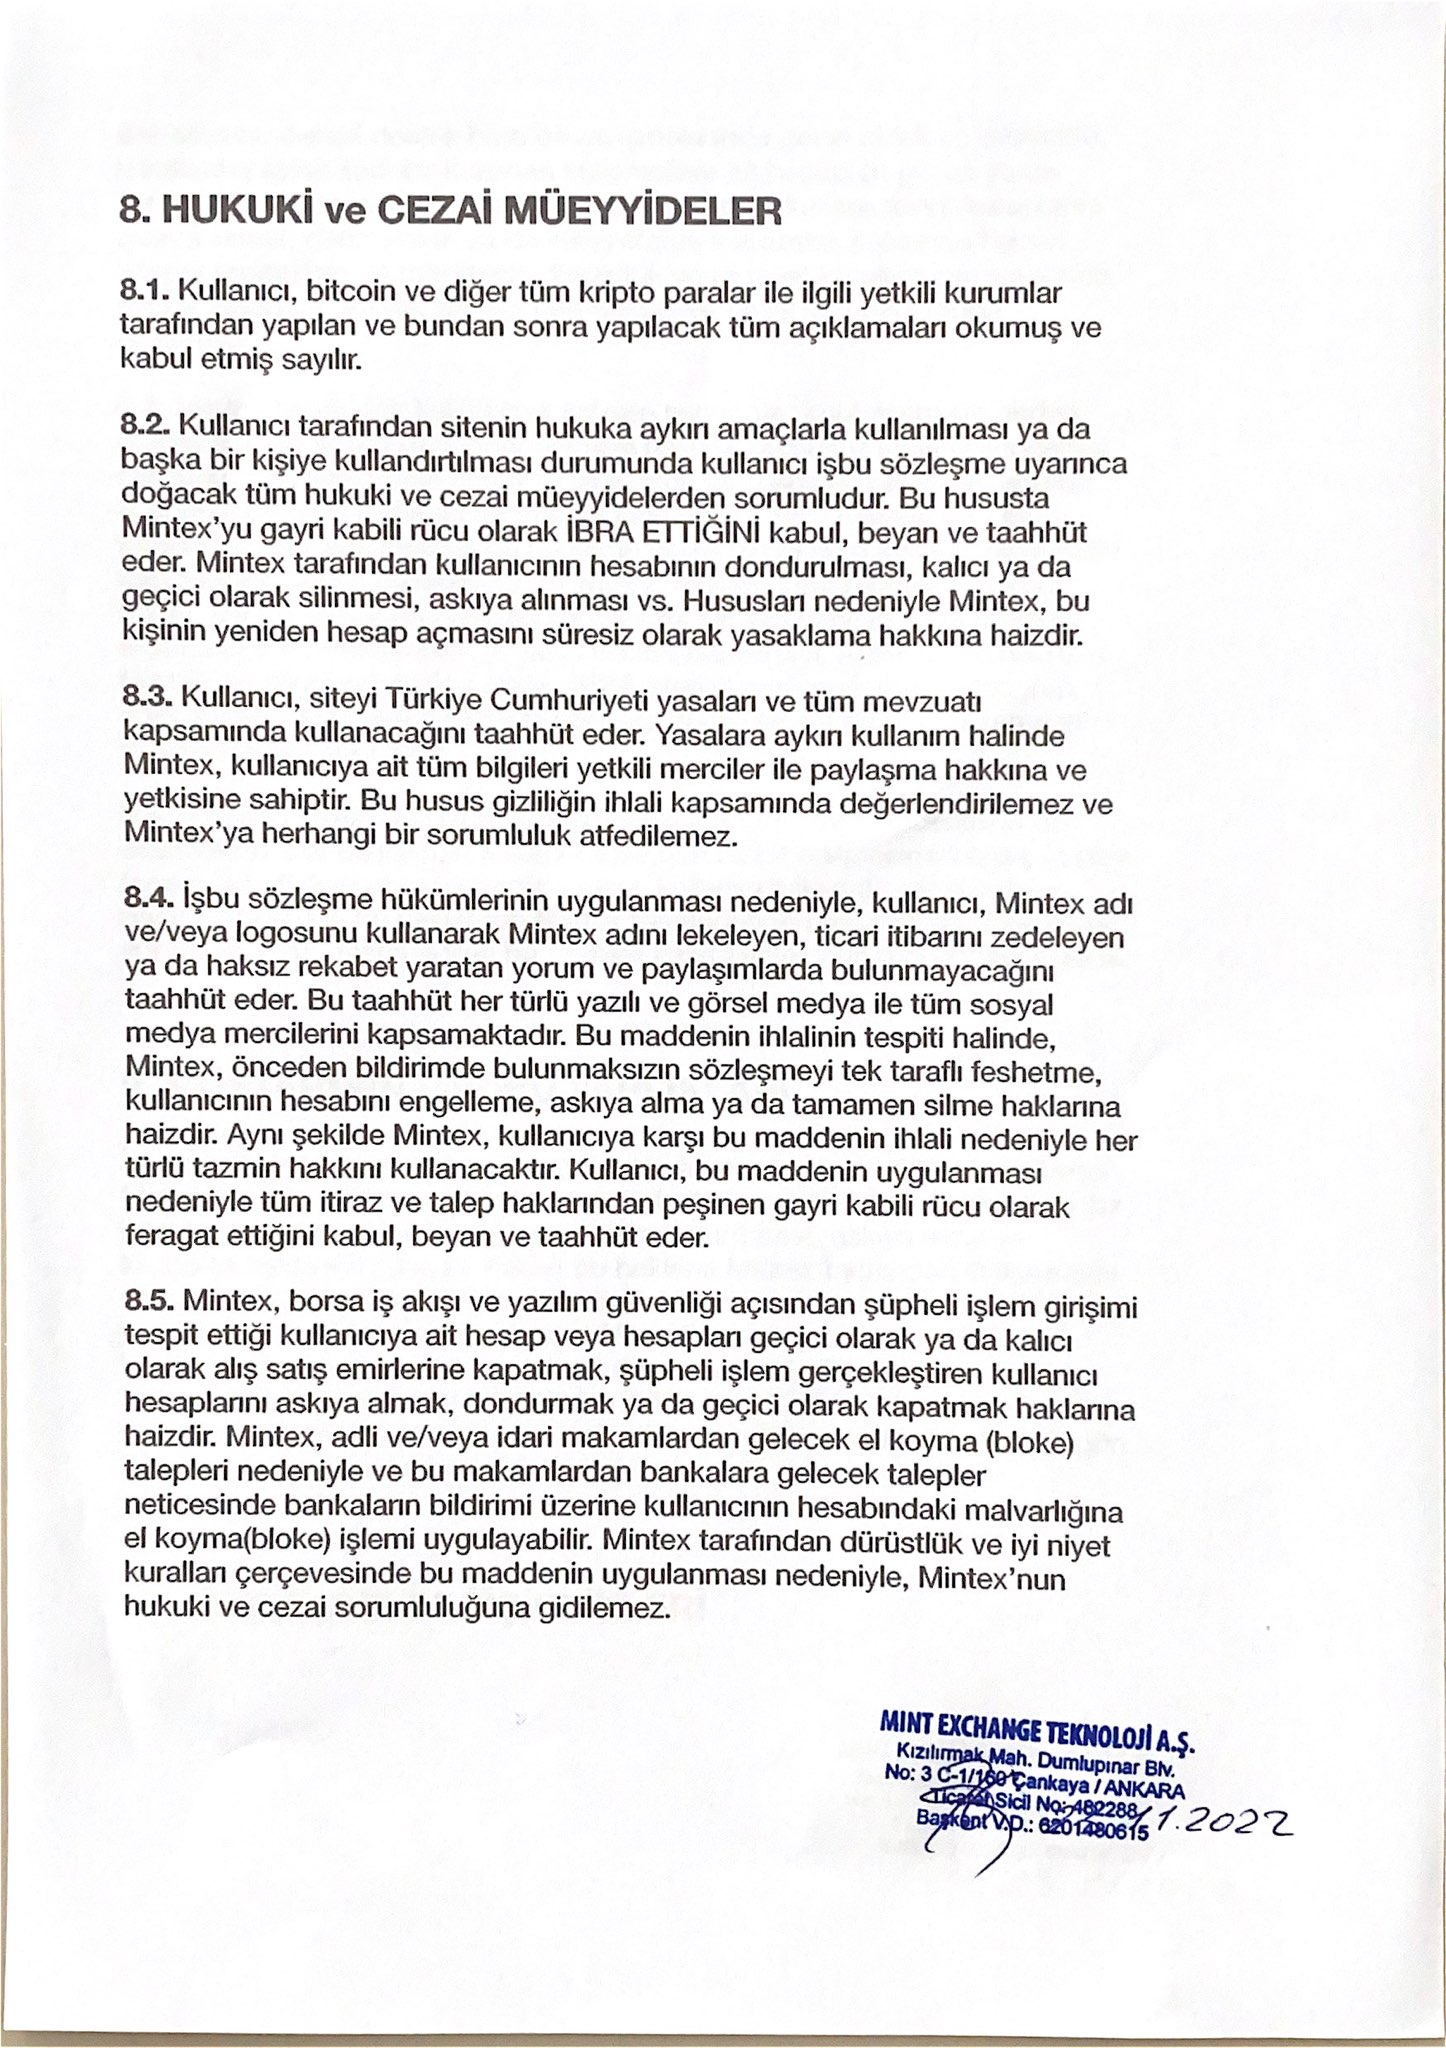 8. HUKUKİ ve CEZAİ MÜEYYİDELER
8.1. Kullanıcı, bitcoin ve diğer tüm kripto paralar ile ilgili yetkili kurumlar
tarafından yapılan ve bundan sonra yapılacak tüm açıklamaları okumuş ve
kabul etmiş sayılır.
8.2. Kullanıcı tarafından sitenin hukuka aykırı amaçlarla kullanılması ya da
başka bir kişiye kullandırtılması durumunda kullanıcı işbu sözleşme uyarınca
doğacak tüm hukuki ve cezai müeyyidelerden sorumludur. Bu hususta
Mintex'yu gayri kabili rücu olarak İBRA ETTİĞİNİ kabul, beyan ve taahhüt
eder. Mintex tarafından kullanıcının hesabının dondurulması, kalıcı ya da
geçici olarak silinmesi, askıya alınması vs. Hususları nedeniyle Mintex, bu
kişinin yeniden hesap açmasını süresiz olarak yasaklama hakkına haizdir.
8.3. Kullanıcı, siteyi Türkiye Cumhuriyeti yasaları ve tüm mevzuatı
kapsamında kullanacağını taahhüt eder. Yasalara aykırı kullanım halinde
Mintex, kullanıcıya ait tüm bilgileri yetkili merciler ile paylaşma hakkına ve
yetkisine sahiptir. Bu husus gizliliğin ihlali kapsamında değerlendirilemez ve
Mintex'ya herhangi bir sorumluluk atfedilemez.
8.4. İşbu sözleşme hükümlerinin uygulanması nedeniyle, kullanıcı, Mintex adı
ve/veya logosunu kullanarak Mintex adını lekeleyen, ticari itibarını zedeleyen
ya da haksız rekabet yaratan yorum ve paylaşımlarda bulunmayacağını
taahhüt eder. Bu taahhüt her türlü yazılı ve görsel medya ile tüm sosyal
medya mercilerini kapsamaktadır. Bu maddenin ihlalinin tespiti halinde,
Mintex, önceden bildirimde bulunmaksızın sözleşmeyi tek taraflı feshetme,
kullanıcının hesabını engelleme, askıya alma ya da tamamen silme haklarına
haizdir. Aynı şekilde Mintex, kullanıcıya karşı bu maddenin ihlali nedeniyle her
türlü tazmin hakkını kullanacaktır. Kullanıcı, bu maddenin uygulanması
nedeniyle tüm itiraz ve talep haklarından peşinen gayri kabili rücu olarak
feragat ettiğini kabul, beyan ve taahhüt eder.
8.5. Mintex, borsa iş akışı ve yazılım güvenliği açısından şüpheli işlem girişimi
tespit ettiği kullanıcıya ait hesap veya hesapları geçici olarak ya da kalıcı
olarak alış satış emirlerine kapatmak, şüpheli işlem gerçekleştiren kullanıcı
hesaplarını askıya almak, dondurmak ya da geçici olarak kapatmak haklarına
haizdir. Mintex, adli ve/veya idari makamlardan gelecek el koyma (bloke)
talepleri nedeniyle ve bu makamlardan bankalara gelecek talepler
neticesinde bankaların bildirimi üzerine kullanıcının hesabındaki malvarlığına
el koyma(bloke) işlemi uygulayabilir. Mintex tarafından dürüstlük ve iyi niyet
kuralları çerçevesinde bu maddenin uygulanması nedeniyle, Mintex'nun
hukuki ve cezai sorumluluğuna gidilemez.
MINT EXCHANGE TEKNOLOJİ A.Ş.
Kızılırmak Mah. Dumlupınar Blv.
No: 3 C-1/160 Çankaya / ANKARA
Ticaret Sicil No: 482288
Başkent V.D.: 6201480615
11.2022